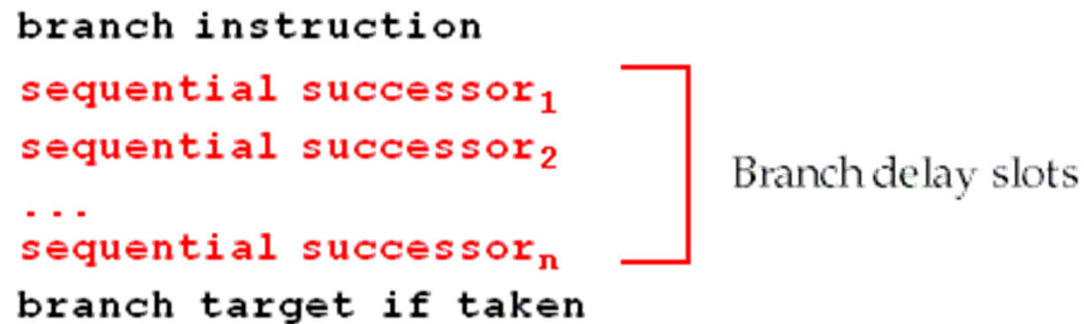 branch instruction
sequential successor1
sequential successor2
...
sequential successorn
branch target if taken
Branch delay slots